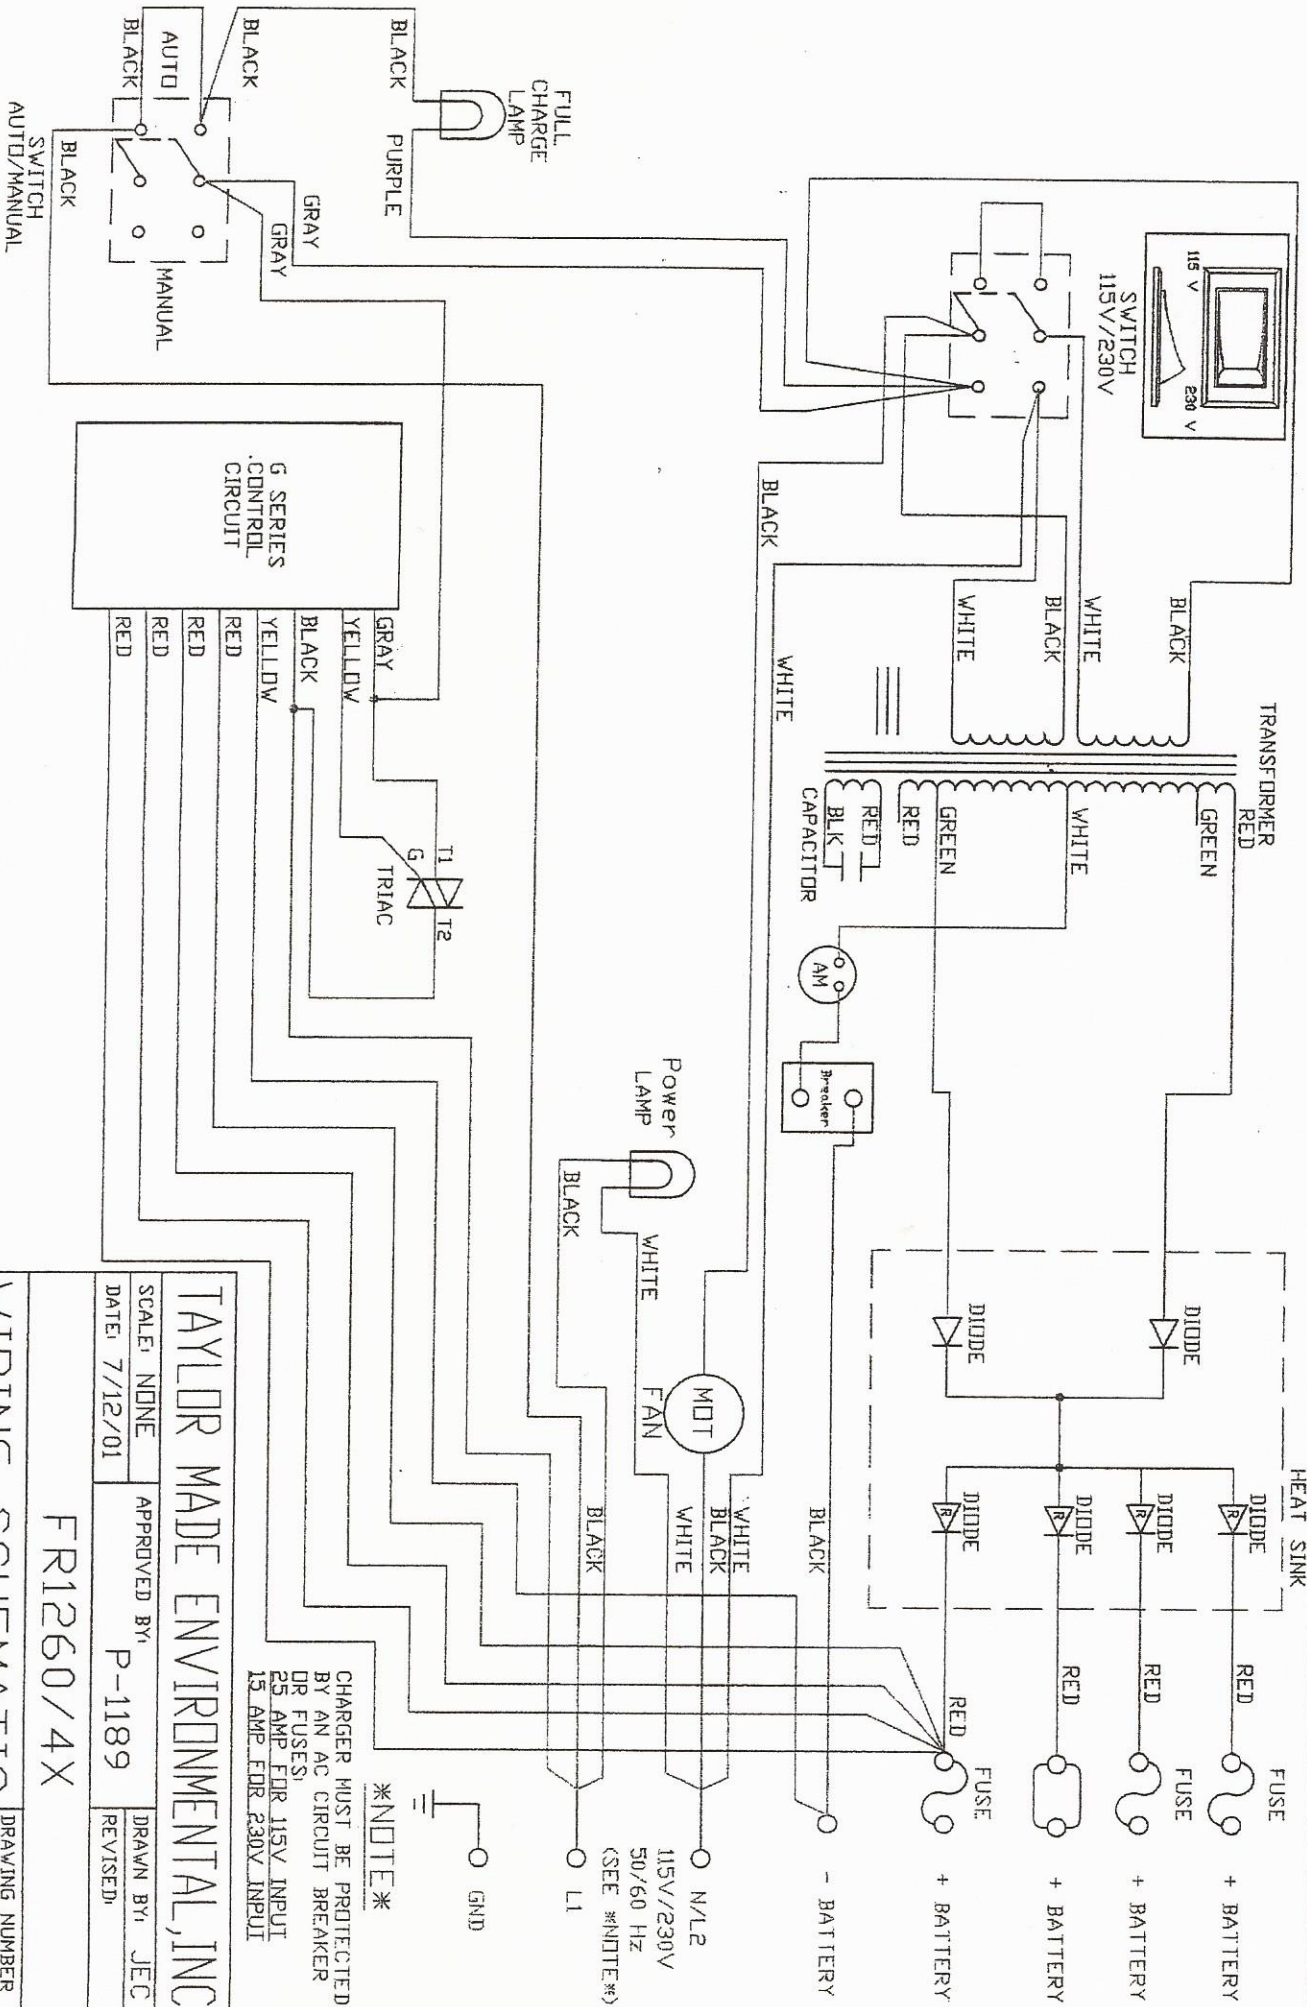 FULL
CHARGE
LAMP
BLACK
PURPLE
BLACK
AUTO
BLACK
SWITCH
AUTO/MANUAL
BLACK
MANUAL
GRAY
GRAY
115 V
230 V
SWITCH
115V/230V
BLACK
WHITE
TRANSFORMER
BLACK
WHITE
BLACK
WHITE
RED
GREEN
WHITE
GREEN
RED
RED
BLK
CAPACITOR
AM
Breaker
G SERIES
CONTROL
CIRCUIT
GRAY
YELLOW
BLACK
YELLOW
RED
RED
RED
RED
T1
G
T2
TRIAC
Power
LAMP
BLACK
WHITE
MOT
FAN
HEAT SINK
DIODE
DIODE
DIODE
R
DIODE
R
DIODE
R
DIODE
R
BLACK
WHITE
BLACK
WHITE
BLACK
RED
RED
RED
RED
FUSE
FUSE
FUSE
+ BATTERY
+ BATTERY
+ BATTERY
+ BATTERY
- BATTERY
N/L2
115V/230V
50/60 Hz
(SEE *NOTE*)
L1
GND
*NOTE*
CHARGER MUST BE PROTECTED
BY AN AC CIRCUIT BREAKER
OR FUSES:
25 AMP FOR 115V INPUT
15 AMP FOR 230V INPUT
TAYLOR MADE ENVIRONMENTAL,INC
SCALE: NONE
APPROVED BY:
DRAWN BY: JEC
DATE: 7/12/01
P-1189
REVISED:
FR1260/4X
WIRING SCHEMATIC
DRAWING NUMBER